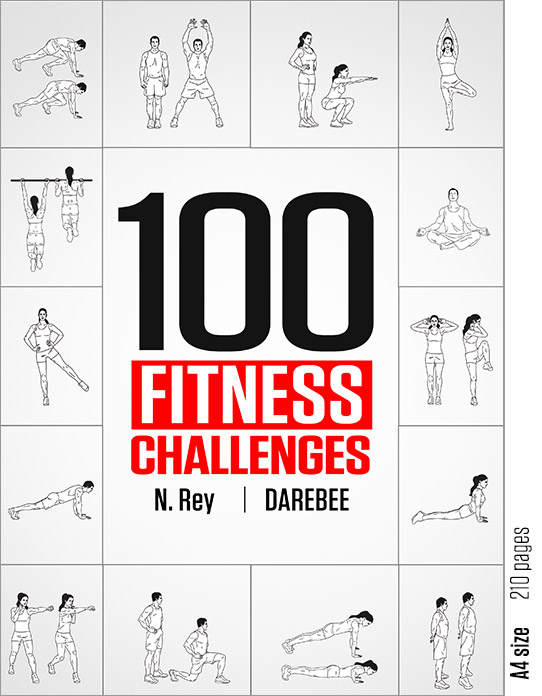 100
FITNESS
CHALLENGES
N. Rey | DAREBEE
A4 size 210 pages